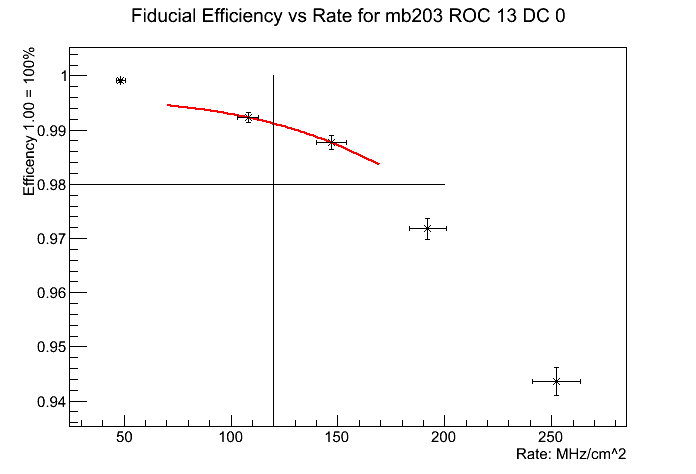 Fiducial Efficiency vs Rate for mb203 ROC 13 DC 0
Efficency 1.00 = 100%
1
0.99
0.98
0.97
0.96
0.95
0.94
50 100 150 200 250
Rate: MHz/cm^2